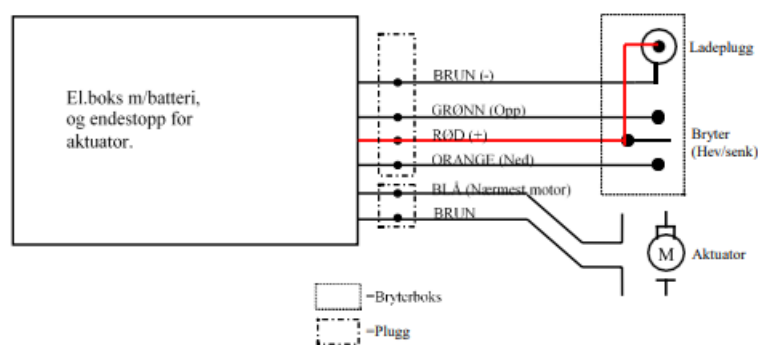 Ladeplugg
BRUN (-)
El.boks m/batteri,
og endestopp for
aktuator.
GRØNN (Opp)
RØD (+)
Bryter
(Hev/senk)
ORANGE (Ned)
BLÅ (Nærmest motor)
BRUN
M
Aktuator
=Bryterboks
=Plugg